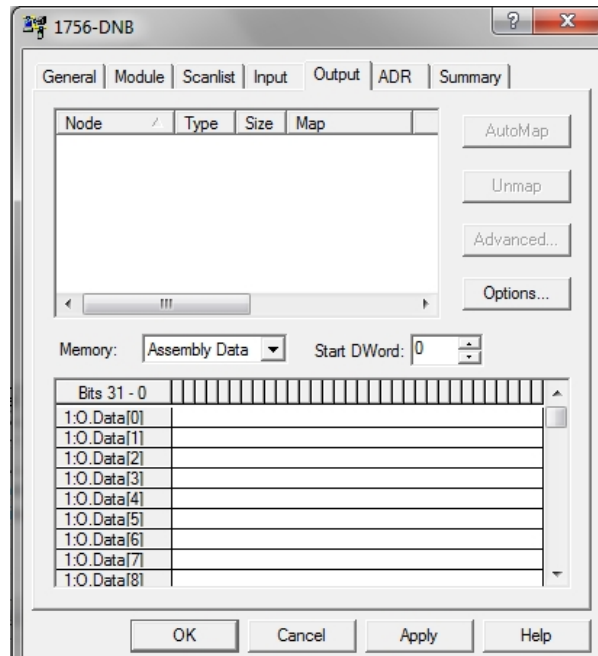 1756-DNB
General Module Scanlist Input Output ADR Summary
Node Type Size Map
AutoMap
Unmap
Advanced...
Options...
Memory: Assembly Data Start DWord: 0
Bits 31 - 0
1:O.Data[0]
1:O.Data[1]
1:O.Data[2]
1:O.Data[3]
1:O.Data[4]
1:O.Data[5]
1:O.Data[6]
1:O.Data[7]
1:O.Data[8]
OK Cancel Apply Help